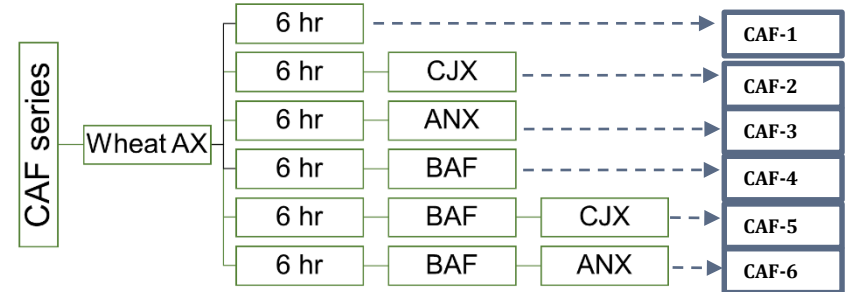 CAF series
Wheat AX
6 hr
CAF-1
6 hr CJX
CAF-2
6 hr ANX
CAF-3
6 hr BAF
CAF-4
6 hr BAF CJX
CAF-5
6 hr BAF ANX
CAF-6